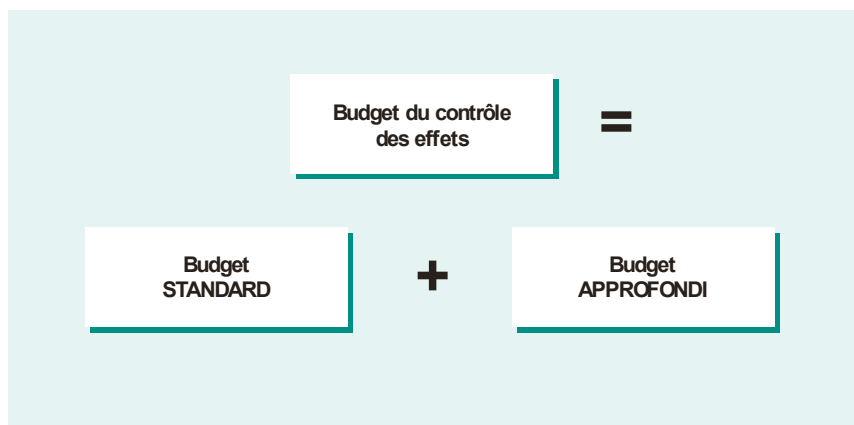 Budget du contrôle
des effets
=
Budget
STANDARD
+
Budget
APPROFONDI